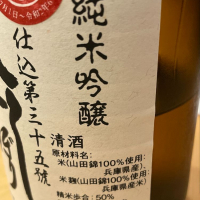 純米吟醸
仕込第三十五號
清酒
原材料名:
米(山田錦100%使用:
兵庫県産)、
米麹(山田錦100%使用:
兵庫県産米)
精米歩合:50%